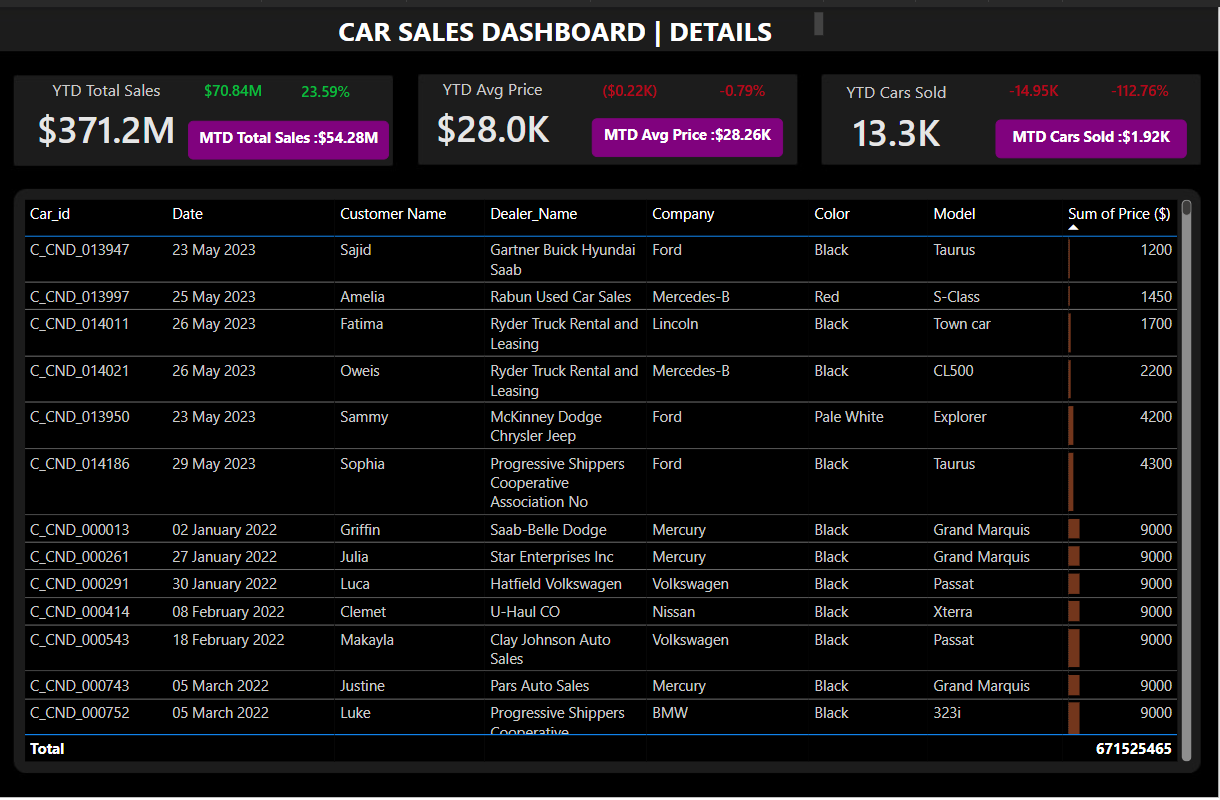 CAR SALES DASHBOARD | DETAILS
YTD Total Sales $70.84M 23.59%
$371.2M MTD Total Sales :$54.28M
YTD Avg Price ($0.22K) -0.79%
$28.0K MTD Avg Price :$28.26K
YTD Cars Sold -14.95K -112.76%
13.3K MTD Cars Sold :$1.92K
Car_id Date Customer Name Dealer_Name Company Color Model Sum of Price ($)
C_CND_013947 23 May 2023 Sajid Gartner Buick Hyundai Ford Black Taurus 1200
Saab
C_CND_013997 25 May 2023 Amelia Rabun Used Car Sales Mercedes-B Red S-Class 1450
C_CND_014011 26 May 2023 Fatima Ryder Truck Rental and Lincoln Black Town car 1700
Leasing
C_CND_014021 26 May 2023 Oweis Ryder Truck Rental and Mercedes-B Black CL500 2200
Leasing
C_CND_013950 23 May 2023 Sammy McKinney Dodge Ford Pale White Explorer 4200
Chrysler Jeep
C_CND_014186 29 May 2023 Sophia Progressive Shippers Ford Black Taurus 4300
Cooperative
Association No
C_CND_000013 02 January 2022 Griffin Saab-Belle Dodge Mercury Black Grand Marquis 9000
C_CND_000261 27 January 2022 Julia Star Enterprises Inc Mercury Black Grand Marquis 9000
C_CND_000291 30 January 2022 Luca Hatfield Volkswagen Volkswagen Black Passat 9000
C_CND_000414 08 February 2022 Clemet U-Haul CO Nissan Black Xterra 9000
C_CND_000543 18 February 2022 Makayla Clay Johnson Auto Volkswagen Black Passat 9000
Sales
C_CND_000743 05 March 2022 Justine Pars Auto Sales Mercury Black Grand Marquis 9000
C_CND_000752 05 March 2022 Luke Progressive Shippers BMW Black 323i 9000
Cooperative
Total 671525465